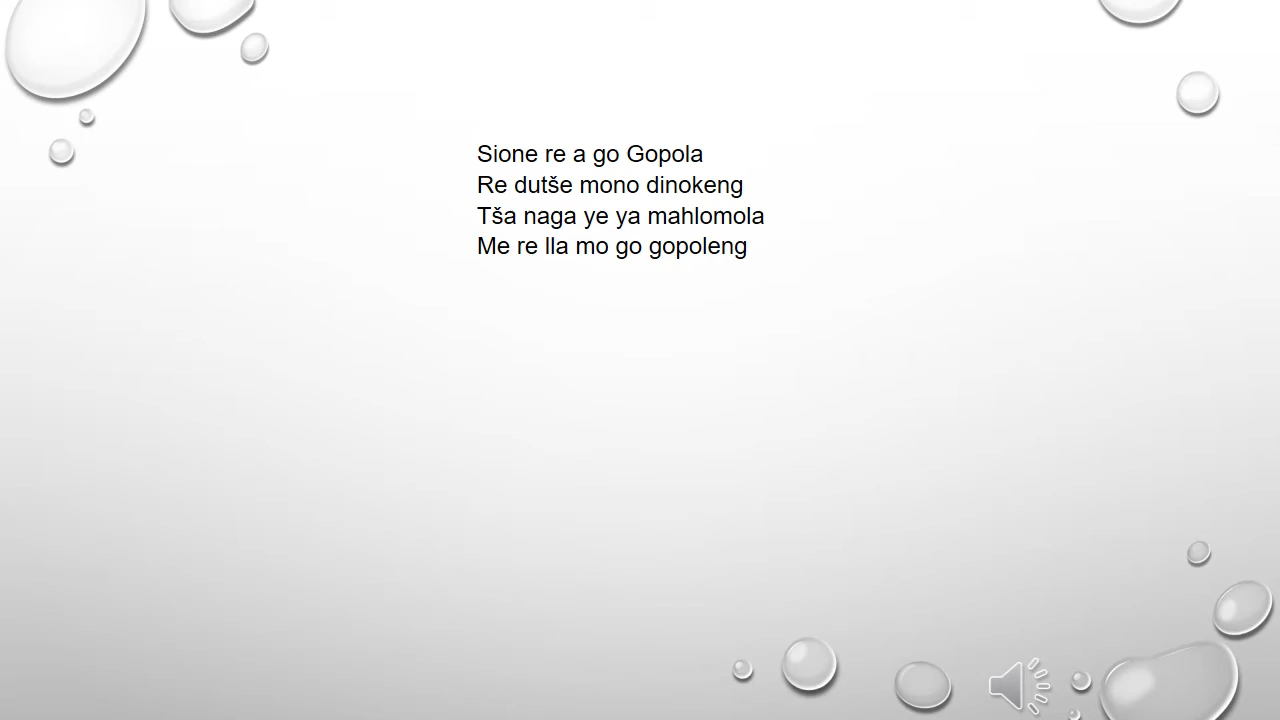 Sione re a go Gopola
Re dutše mono dinokeng
Tša naga ye ya mahlomola
Me re lla mo go gopoleng